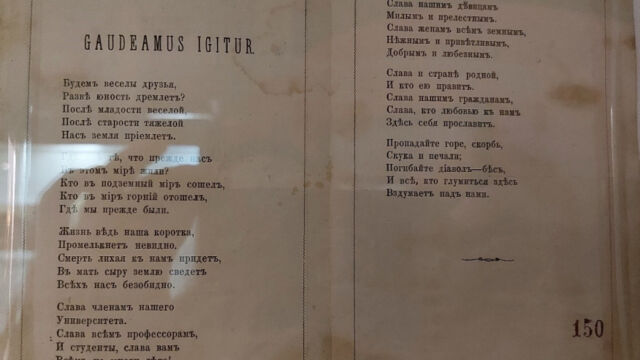 GAUDEAMUS IGITUR.
Будемъ веселы друзья,
Развѣ юность дремлетъ?
Послѣ младости веселой,
Послѣ старости тяжелой
Насъ земля пріемлетъ.
что прежде насъ
этомъ мірѣ жили?
Кто въ подземный міръ сошелъ,
Кто въ міръ горній отошелъ,
Гдѣ мы прежде были.
Жизнь вѣдь наша коротка,
Промелькнетъ невидно.
Смерть лихая къ намъ придетъ,
Въ мать сыру землю сведетъ
Всѣхъ насъ безобидно.
Слава членамъ нашего
Университета.
Слава всѣмъ профессорамъ,
И студенты, слава вамъ
Слава нашимъ дѣвицамъ
Милымъ и прелестнымъ.
Слава женамъ всѣмъ земнымъ,
Нѣжнымъ и привѣтливымъ,
Добрымъ и любезнымъ.
Слава и странѣ родной,
И кто ею правитъ.
Слава нашимъ гражданамъ,
Слава, кто любовью къ намъ
Здѣсь себя прославитъ.
Пропадайте горе, скорбь,
Скука и печали;
Погибайте діаволъ—бѣсъ,
И всѣ, кто глумиться здѣсь
Вздумаетъ надъ нами.
150